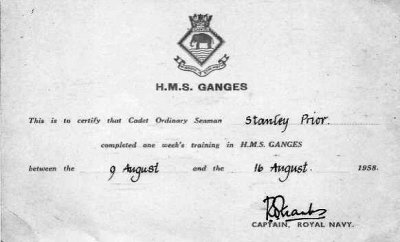 H.M.S. GANGES
This is to certify that Cadet Ordinary Seaman Stanley Prior.
completed one week's training in H.M.S. GANGES
between the 9 August and the 16 August. 1958.
CAPTAIN, ROYAL NAVY.